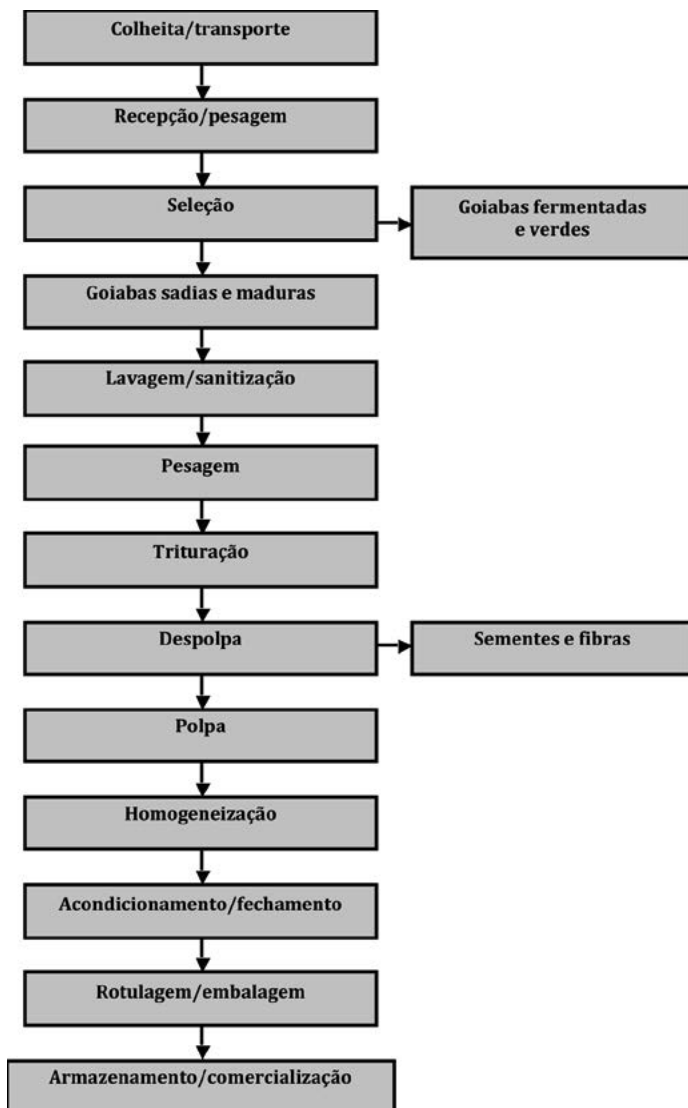 Colheita/transporte
Recepção/pesagem
Seleção
Goiabas fermentadas
e verdes
Goiabas sadias e maduras
Lavagem/sanitização
Pesagem
Trituração
Despolpa
Sementes e fibras
Polpa
Homogeneização
Acondicionamento/fechamento
Rotulagem/embalagem
Armazenamento/comercialização